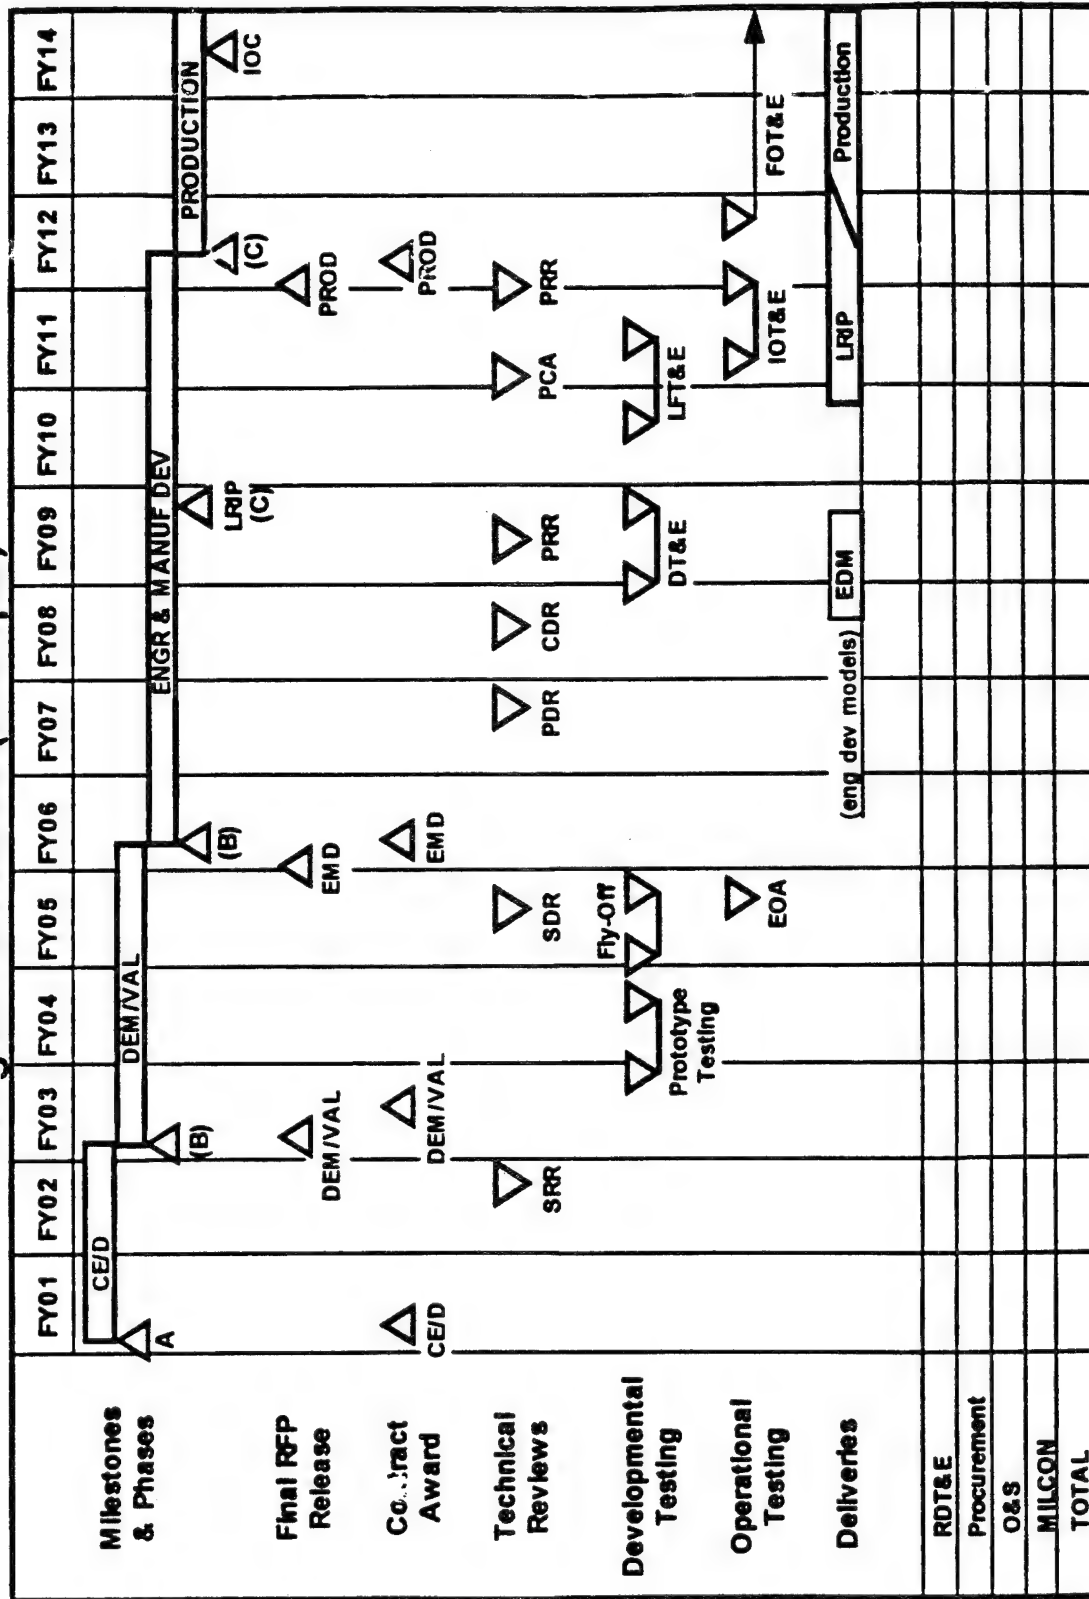 FY01 FY02 FY03 FY04 FY05 FY06 FY07 FY08 FY09 FY10 FY11 FY12 FY13 FY14
Milestones
& Phases
CE/D
DEM/VAL
ENGR & MANUF DEV
PRODUCTION
A
(B)
(B)
LRIP
(C)
(C)
IOC
Final RFP
Release
DEM/VAL
EMD
PROD
Contract
Award
CE/D
DEM/VAL
EMD
PROD
Technical
Reviews
SRR
SDR
PDR
CDR
PRR
PCA
PRR
Developmental
Testing
Prototype
Testing
Fly-Off
DT&E
LFT&E
Operational
Testing
EOA
IOT&E
FOT&E
Deliveries
(eng dev models)
EDM
LRIP
Production
RDT&E
Procurement
O&S
MILCON
TOTAL